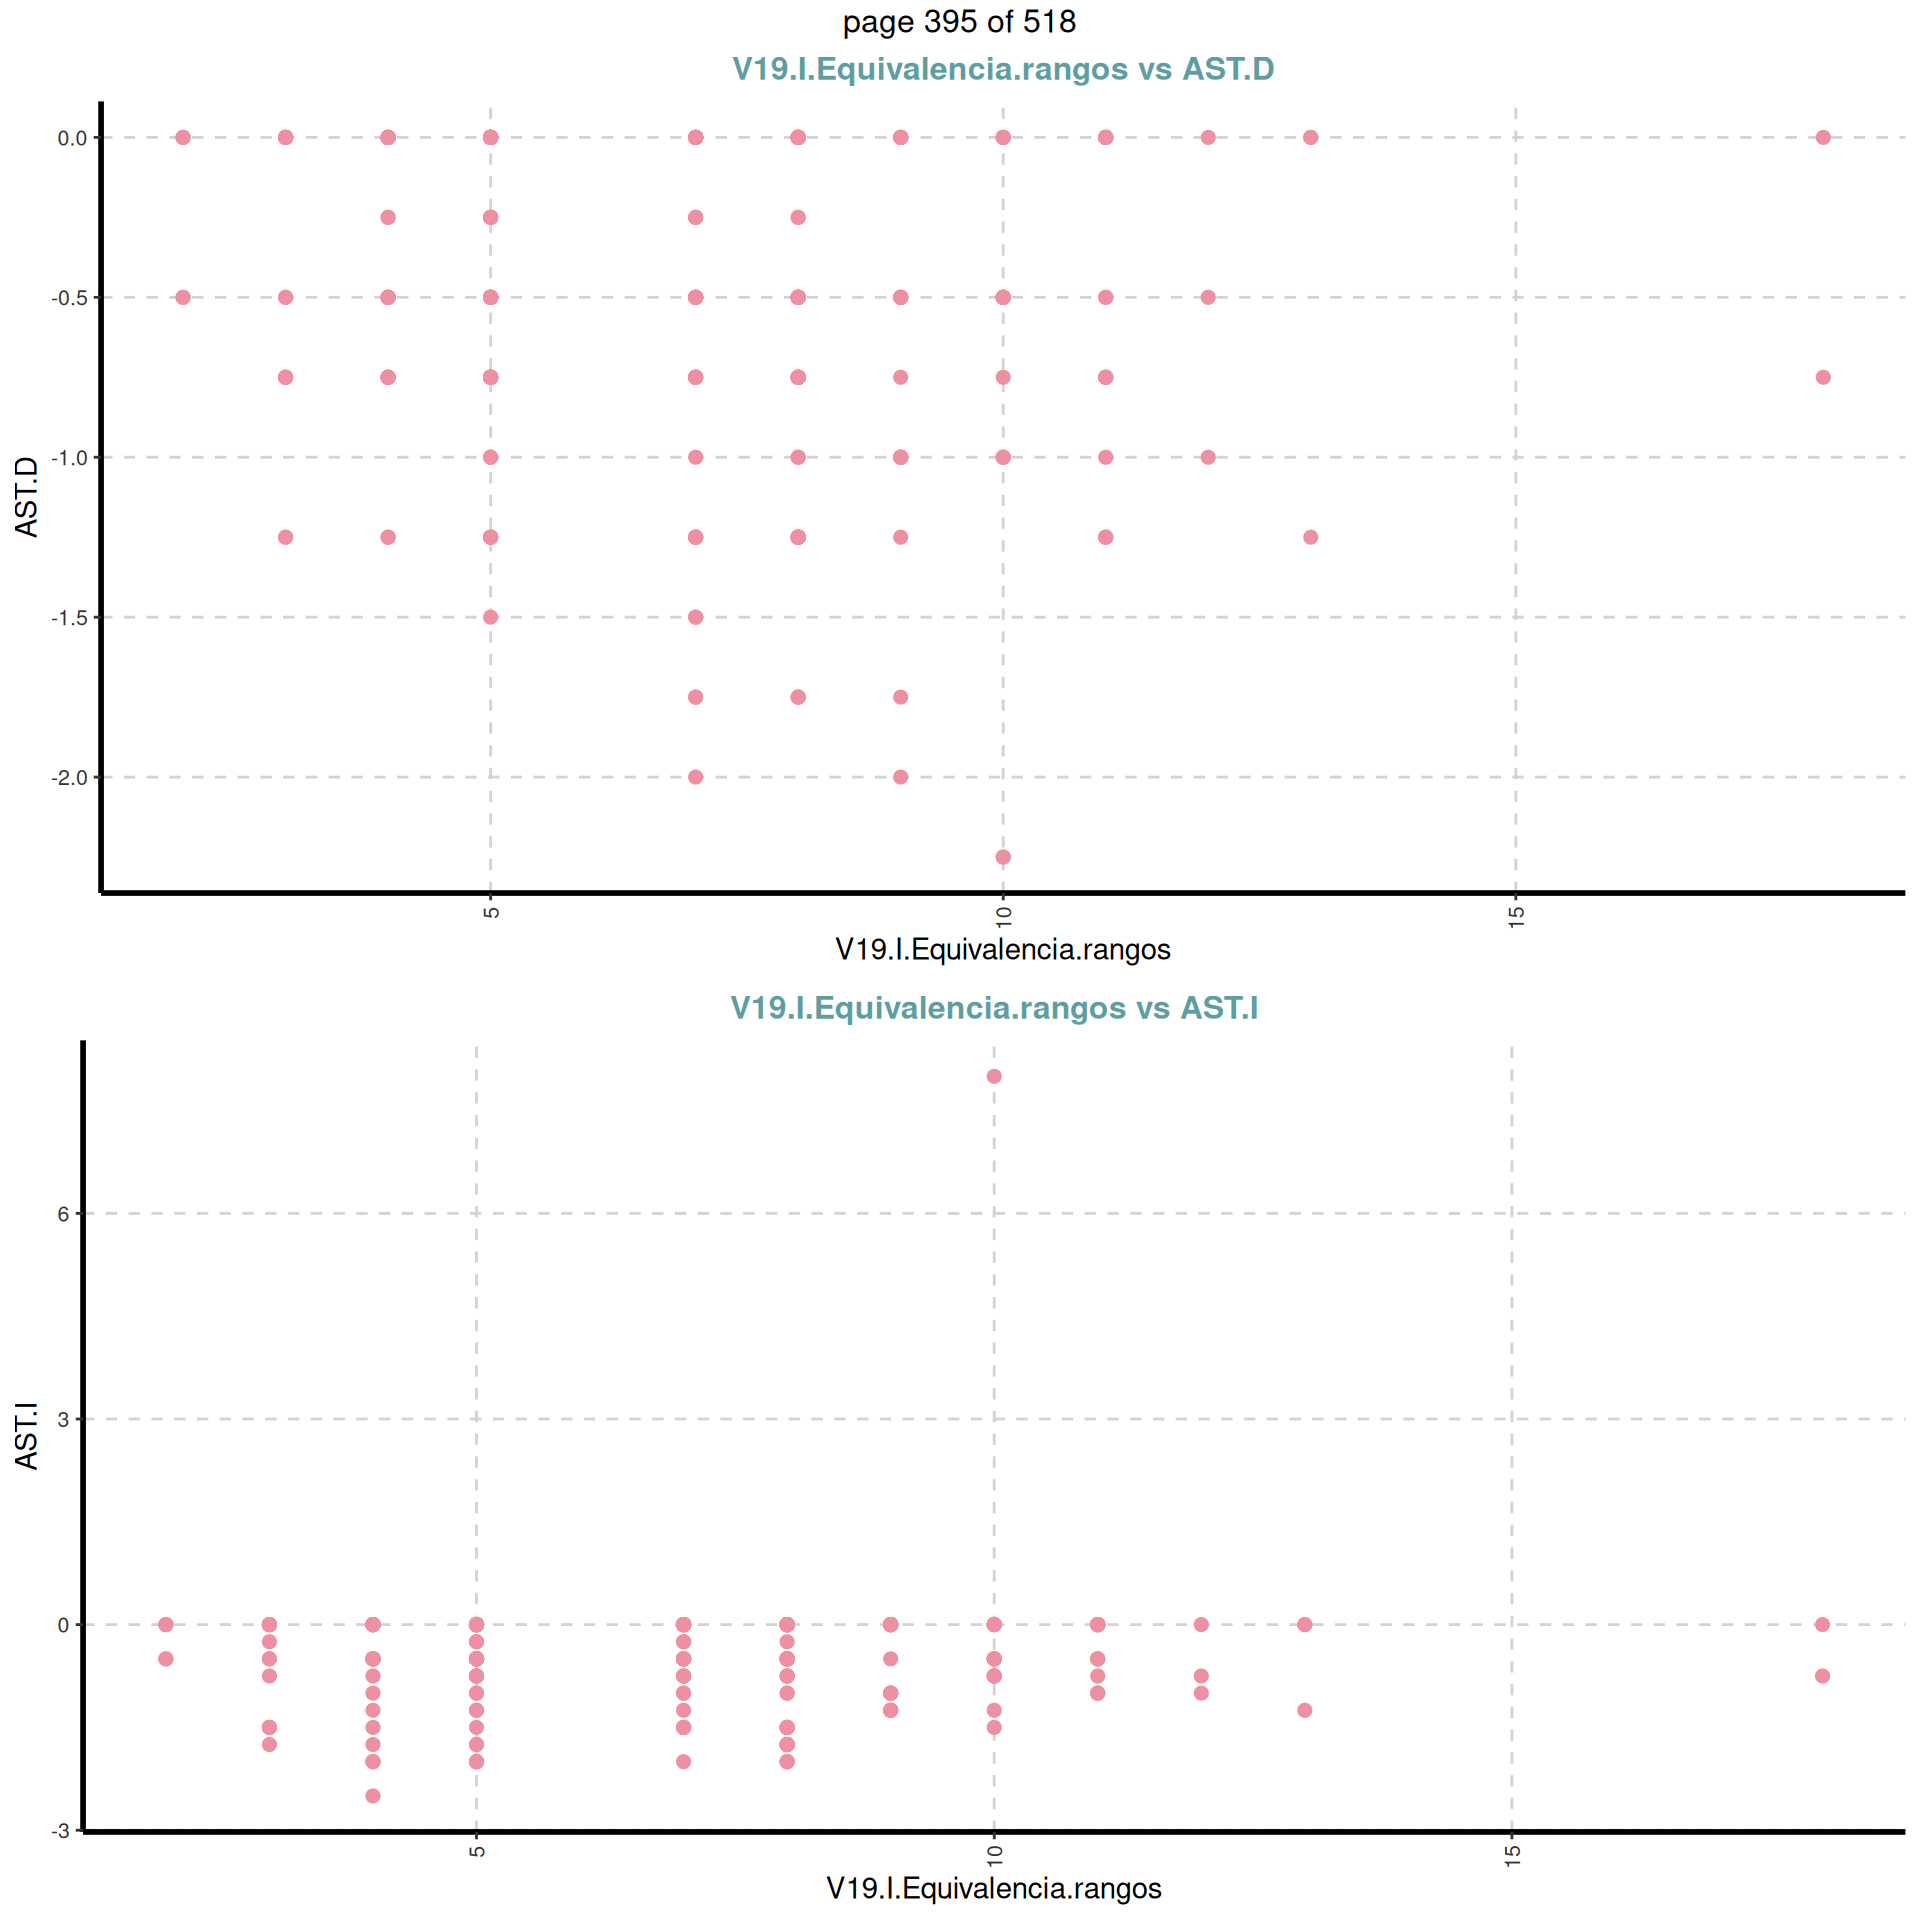 page 395 of 518
V19.I.Equivalencia.rangos vs AST.D
0.0
-0.5
-1.0
-1.5
-2.0
AST.D
5
10
15
V19.I.Equivalencia.rangos
V19.I.Equivalencia.rangos vs AST.I
6
3
0
-3
AST.I
5
10
15
V19.I.Equivalencia.rangos